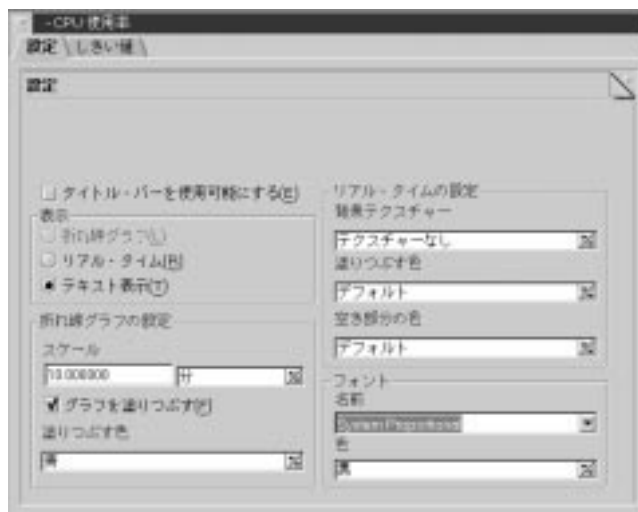 -CPU 使用率
設定 \ しきい値 \
設定
タイトル・バーを使用可能にする(E)
表示
折れ線グラフ(L)
リアル・タイム(R)
テキスト表示(T)
折れ線グラフの設定
スケール
10.000000 分
グラフを塗りつぶす(F)
塗りつぶす色
リアル・タイムの設定
背景テクスチャー
テクスチャーなし
塗りつぶす色
デフォルト
空き部分の色
デフォルト
フォント
名前
色
黒